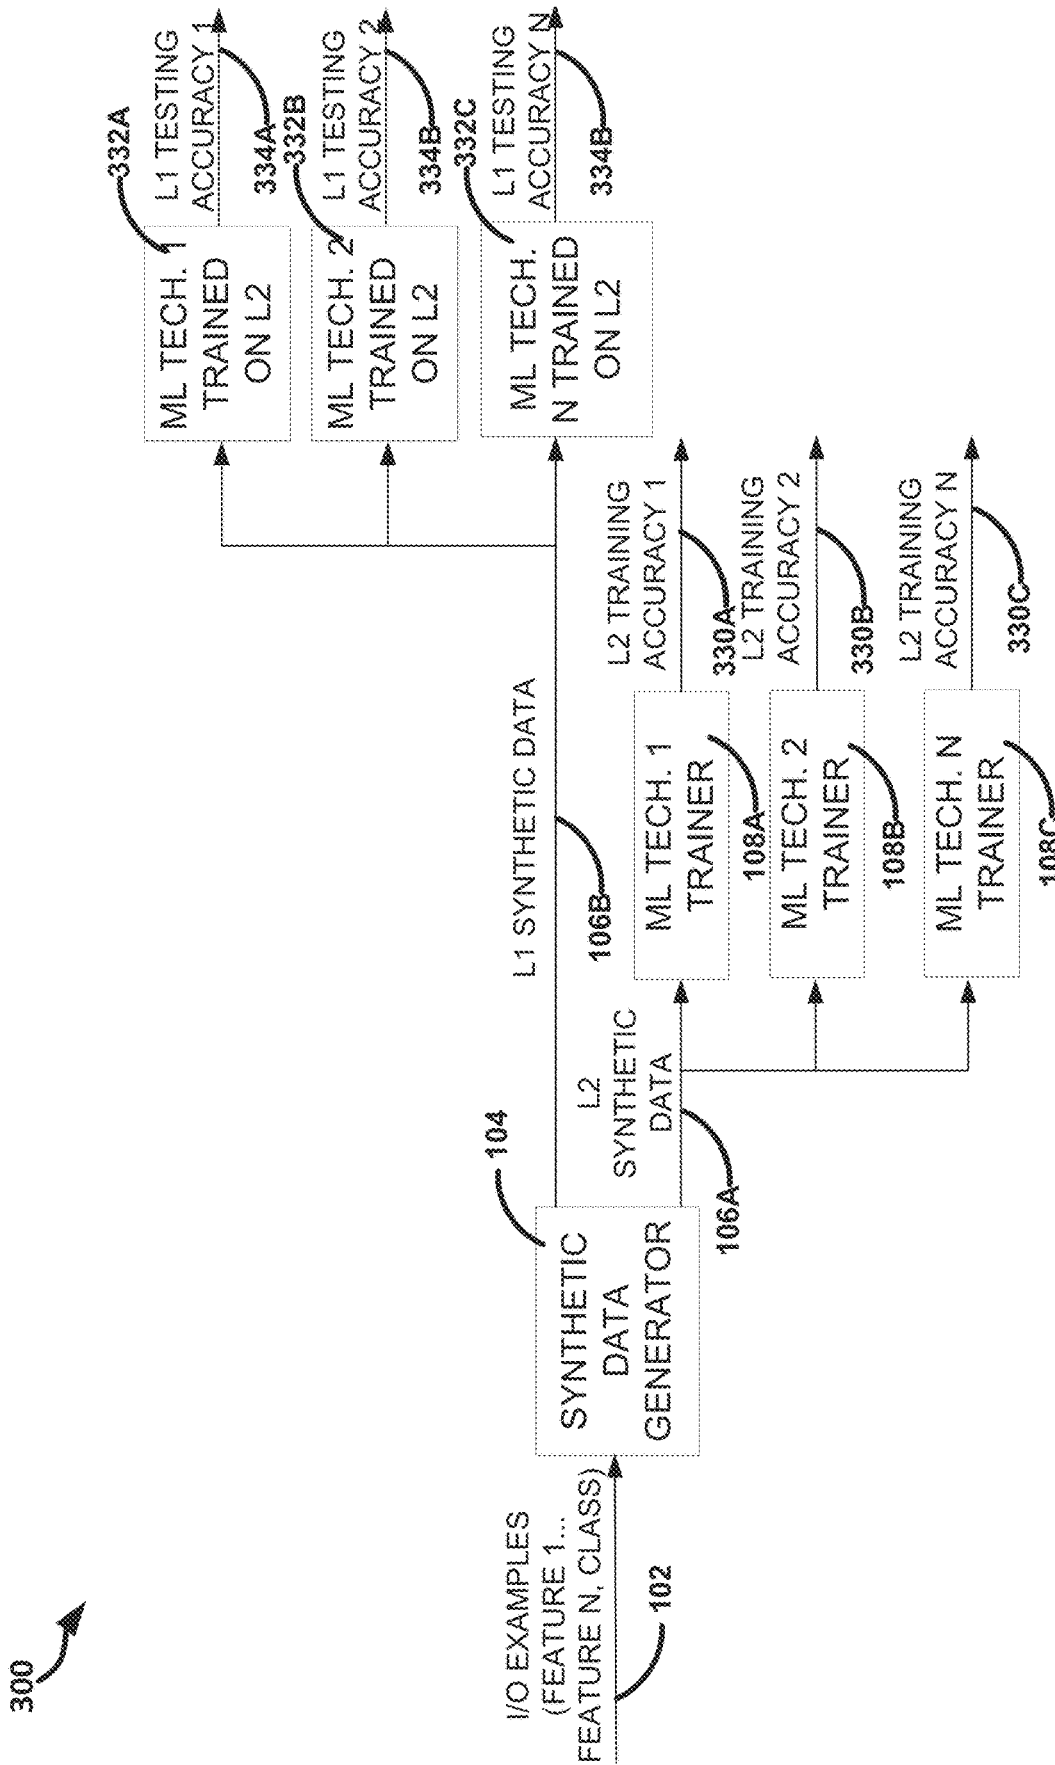 300
I/O EXAMPLES
(FEATURE 1...
FEATURE N, CLASS)
102
SYNTHETIC
DATA
GENERATOR
104
L1 SYNTHETIC DATA
106B
L2
SYNTHETIC
DATA
106A
ML TECH. 1
TRAINER
108A
ML TECH. 2
TRAINER
108B
ML TECH. N
TRAINER
108C
L2 TRAINING
ACCURACY 1
330A
L2 TRAINING
ACCURACY 2
330B
L2 TRAINING
ACCURACY N
330C
332A
ML TECH. 1
TRAINED
ON L2
L1 TESTING
ACCURACY 1
334A
332B
ML TECH. 2
TRAINED
ON L2
L1 TESTING
ACCURACY 2
334B
332C
ML TECH.
N TRAINED
ON L2
L1 TESTING
ACCURACY N
334B